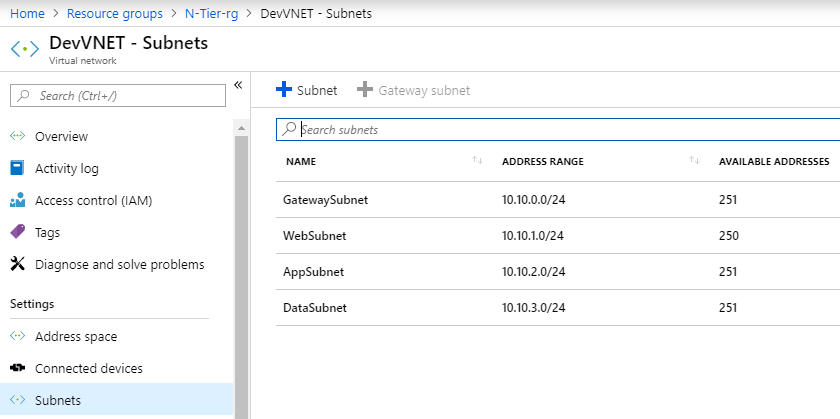 Home > Resource groups > N-Tier-rg > DevVNET - Subnets
DevVNET - Subnets
Virtual network
Search (Ctrl+/)
«
Overview
Activity log
Access control (IAM)
Tags
Diagnose and solve problems
Settings
Address space
Connected devices
Subnets
+ Subnet + Gateway subnet
Search subnets
NAME ADDRESS RANGE AVAILABLE ADDRESSES
GatewaySubnet 10.10.0.0/24 251
WebSubnet 10.10.1.0/24 250
AppSubnet 10.10.2.0/24 251
DataSubnet 10.10.3.0/24 251